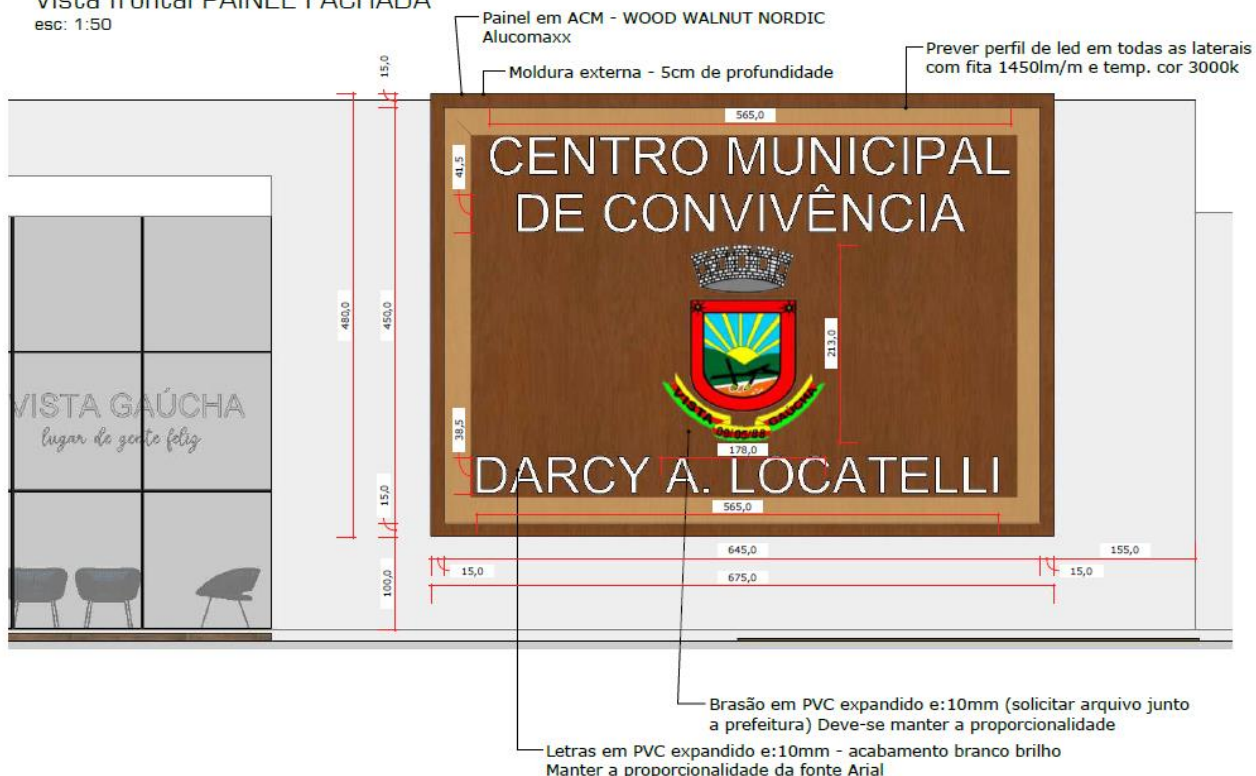 Vista frontal PAINEL FACHADA
esc: 1:50
Painel em ACM - WOOD WALNUT NORDIC
Alucomaxx
Moldura externa - 5cm de profundidade
Prever perfil de led em todas as laterais
com fita 1450lm/m e temp. cor 3000k
15,0
565,0
CENTRO MUNICIPAL
41,5
DE CONVIVÊNCIA
480,0
450,0
213,0
VISTA GAÚCHA
lugar de gente feliz
VISTA GAÚCHA
09/05/88
38,5
178,0
DARCY A. LOCATELLI
15,0
565,0
645,0
155,0
15,0
15,0
675,0
100,0
Brasão em PVC expandido e:10mm (solicitar arquivo junto
a prefeitura) Deve-se manter a proporcionalidade
Letras em PVC expandido e:10mm - acabamento branco brilho
Manter a proporcionalidade da fonte Arial